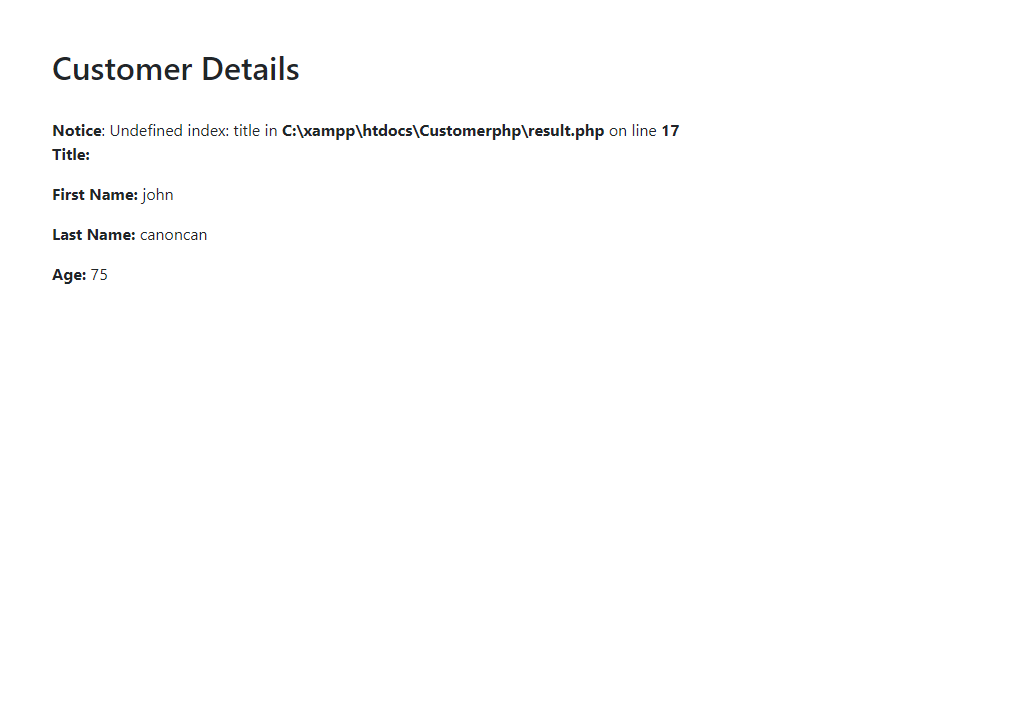 Customer Details
Notice: Undefined index: title in C:\xampp\htdocs\Customerphp\result.php on line 17
Title:
First Name: john
Last Name: canoncan
Age: 75